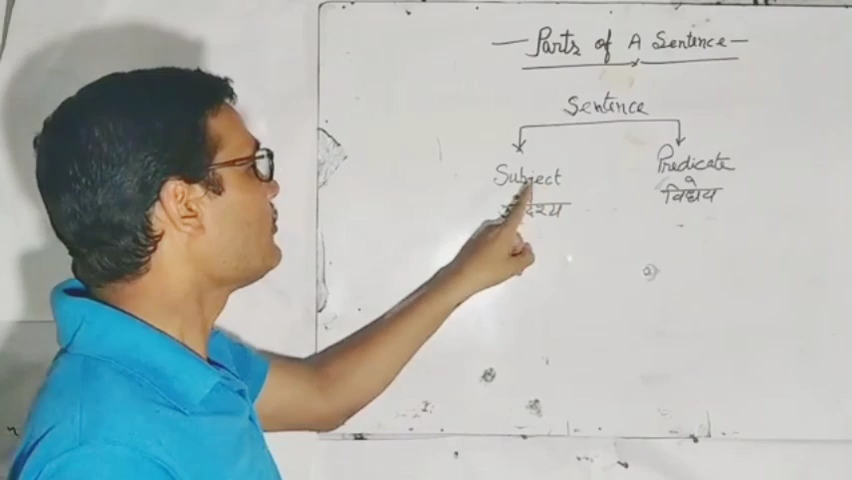 Parts of A Sentence
Sentence
Subject Predicate
विधेय